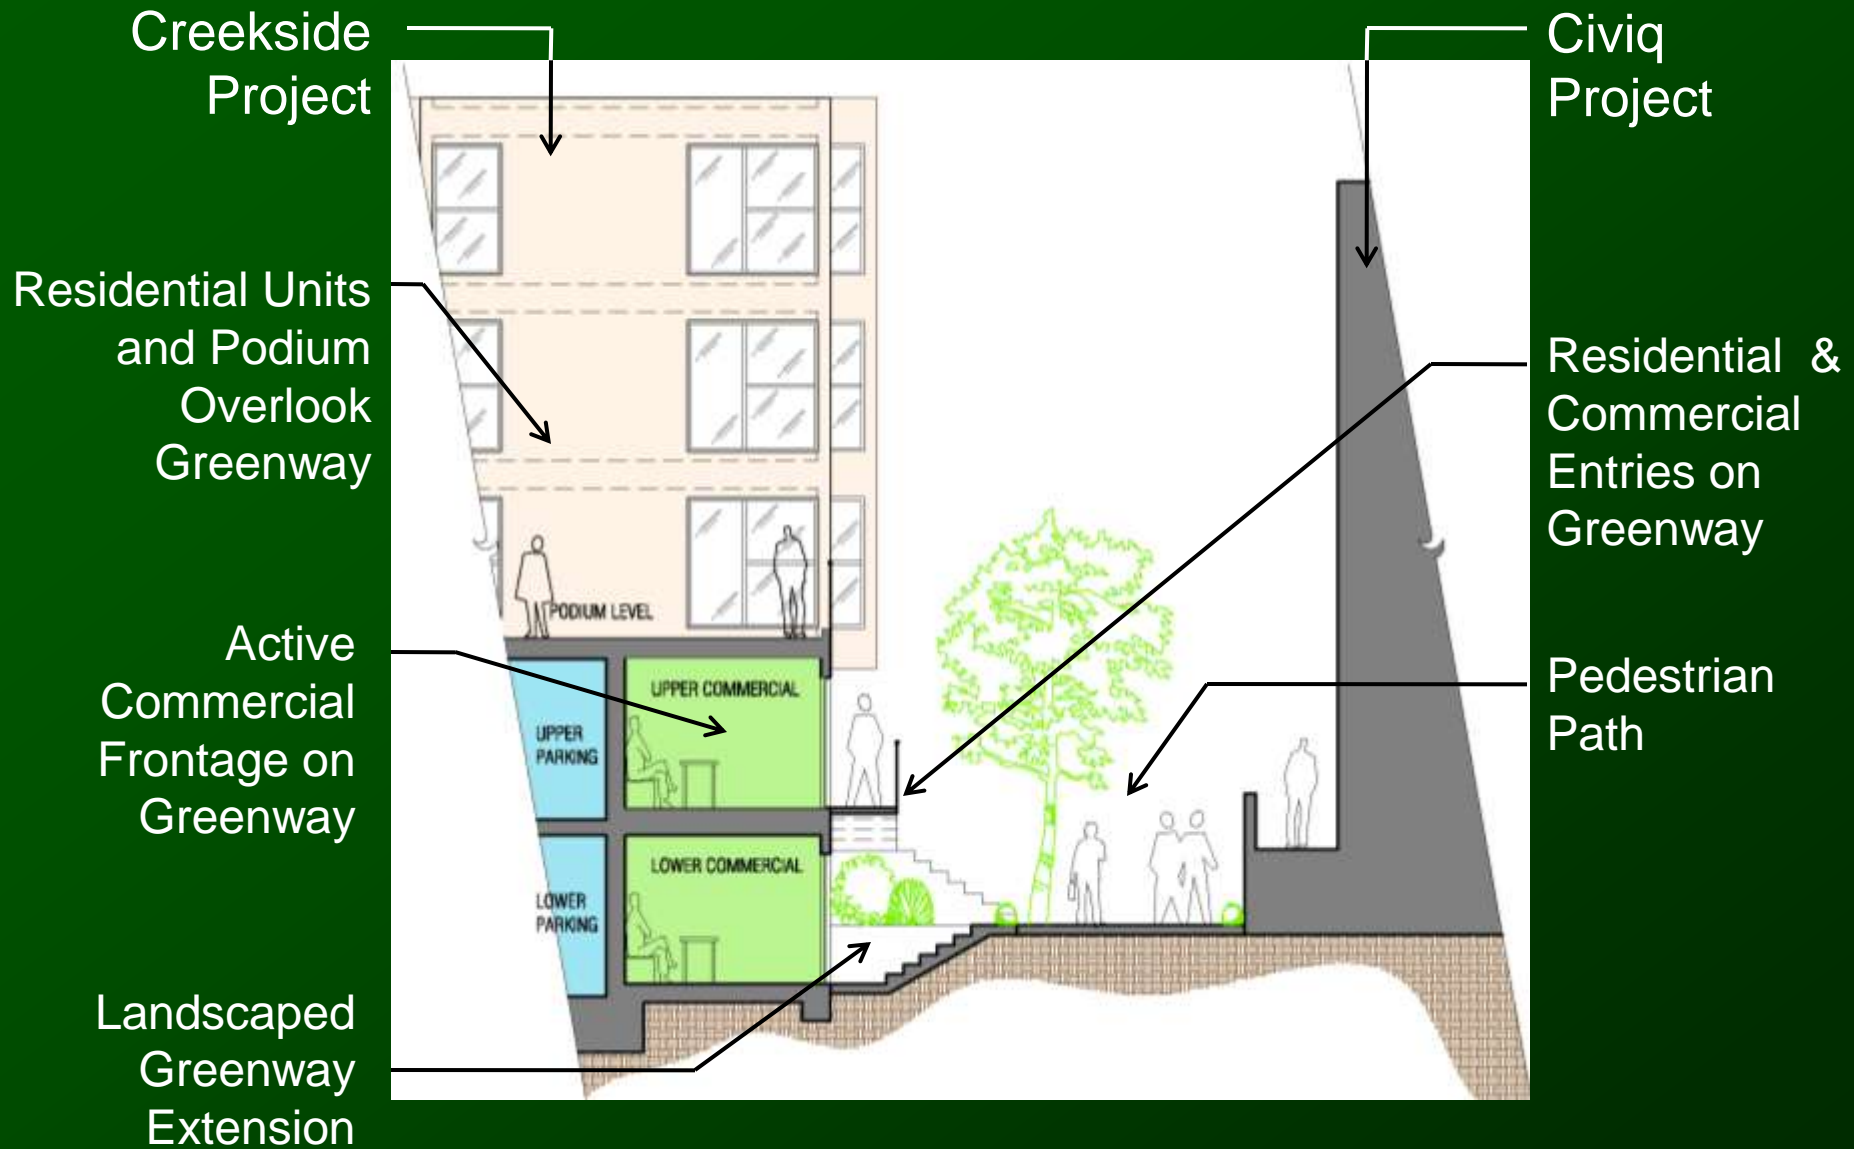 Creekside
Project
Residential Units
and Podium
Overlook
Greenway
Active
Commercial
Frontage on
Greenway
Landscaped
Greenway
Extension
PODIUM LEVEL
UPPER COMMERCIAL
UPPER
PARKING
LOWER COMMERCIAL
LOWER
PARKING
Civiq
Project
Residential &
Commercial
Entries on
Greenway
Pedestrian
Path